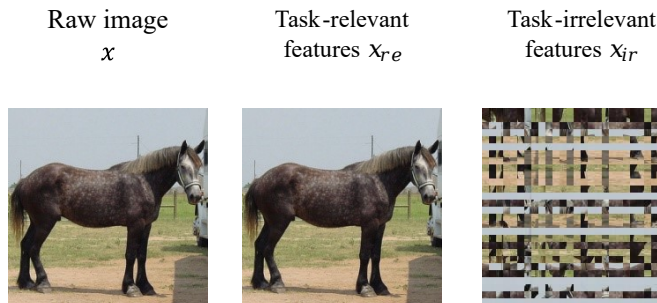 Raw image
x
Task-relevant
features x_re
Task-irrelevant
features x_ir